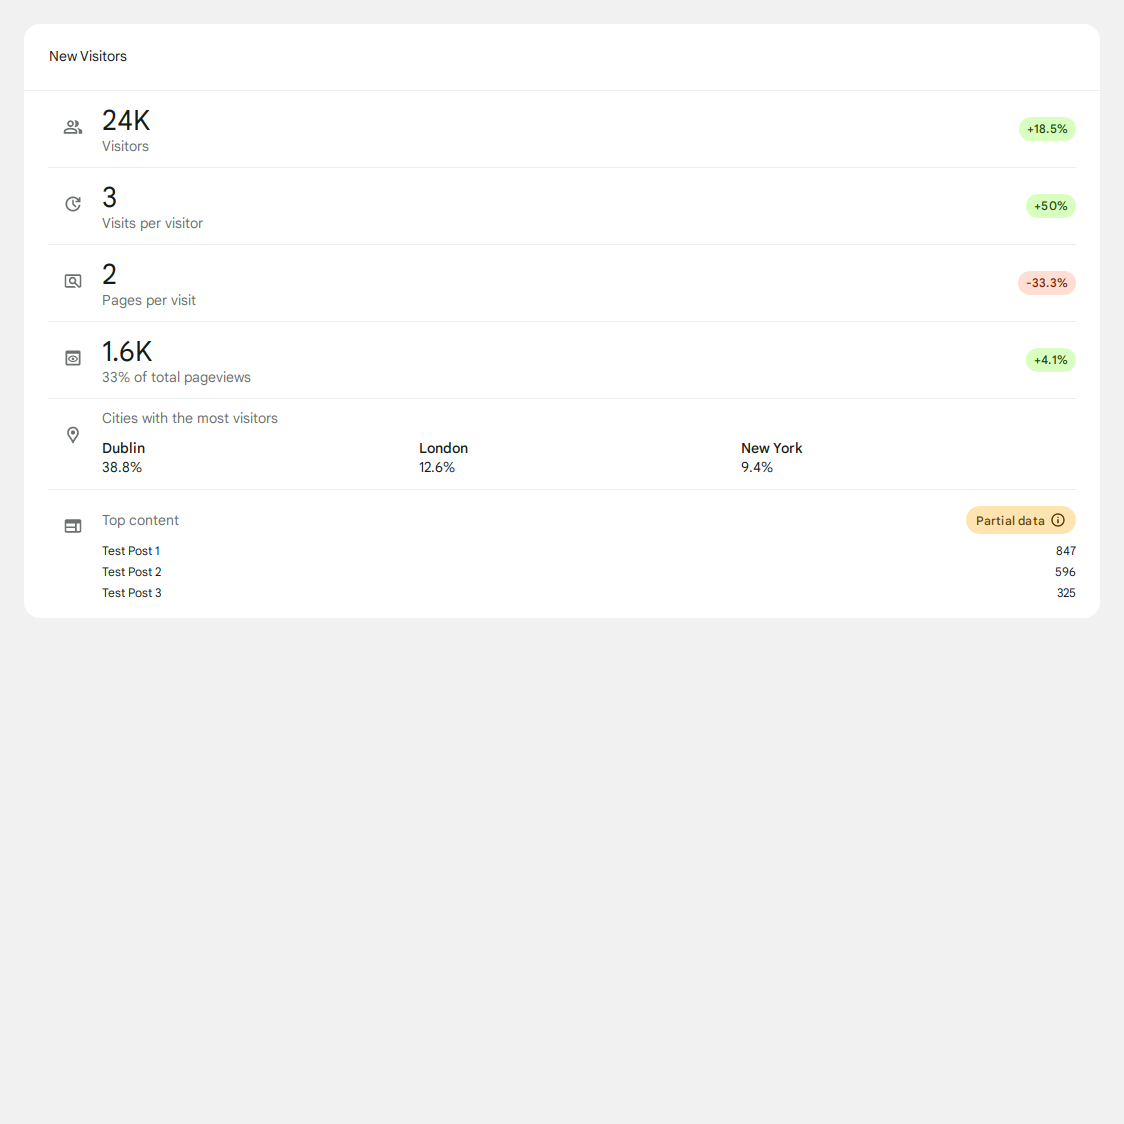 New Visitors
24K
Visitors
+18.5%
3
Visits per visitor
+50%
2
Pages per visit
-33.3%
1.6K
33% of total pageviews
+4.1%
Cities with the most visitors
Dublin London New York
38.8% 12.6% 9.4%
Top content Partial data
Test Post 1 847
Test Post 2 596
Test Post 3 325